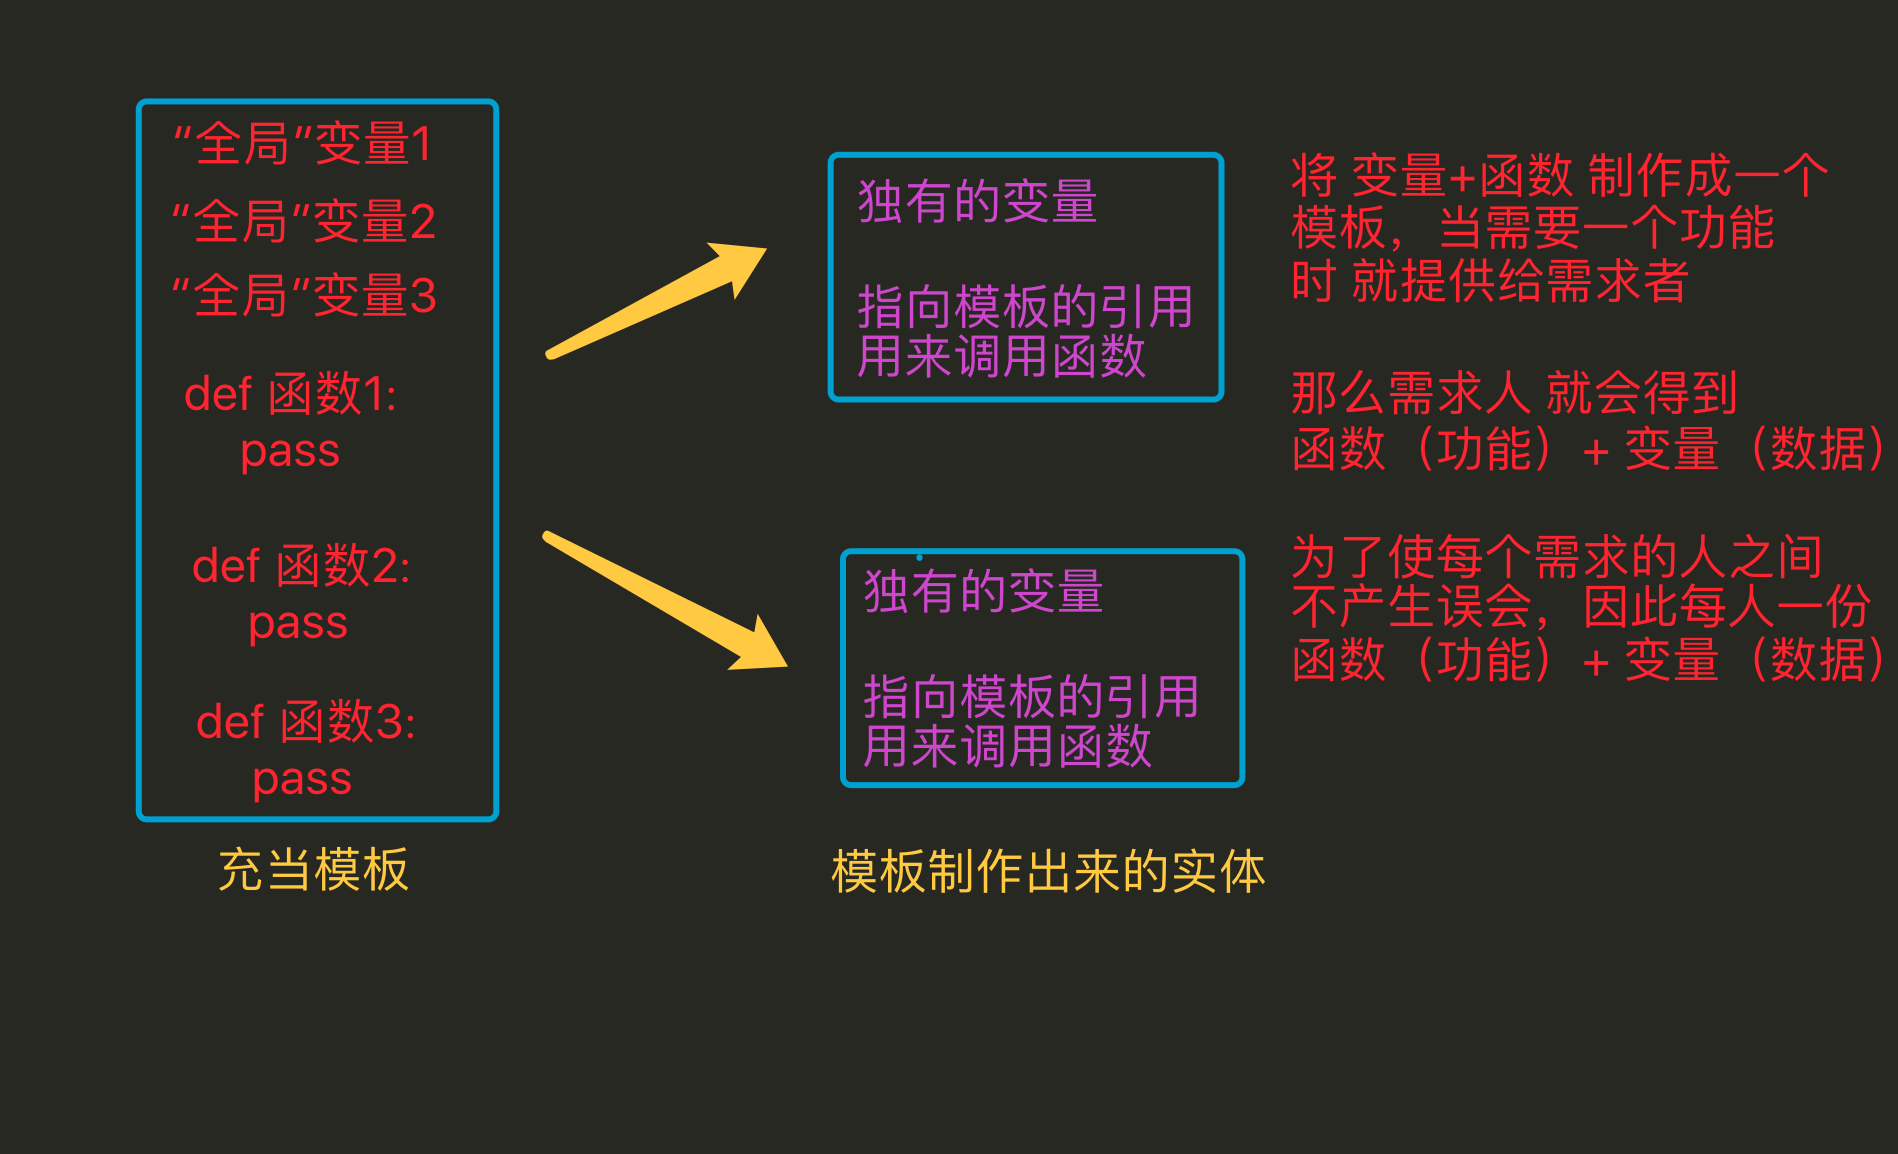 “全局”变量1
“全局”变量2
“全局”变量3
def 函数1:
pass
def 函数2:
pass
def 函数3:
pass
充当模板
独有的变量
指向模板的引用
用来调用函数
独有的变量
指向模板的引用
用来调用函数
模板制作出来的实体
将 变量+函数 制作成一个
模板，当需要一个功能
时 就提供给需求者
那么需求人 就会得到
函数（功能）+ 变量（数据）
为了使每个需求的人之间
不产生误会，因此每人一份
函数（功能）+ 变量（数据）